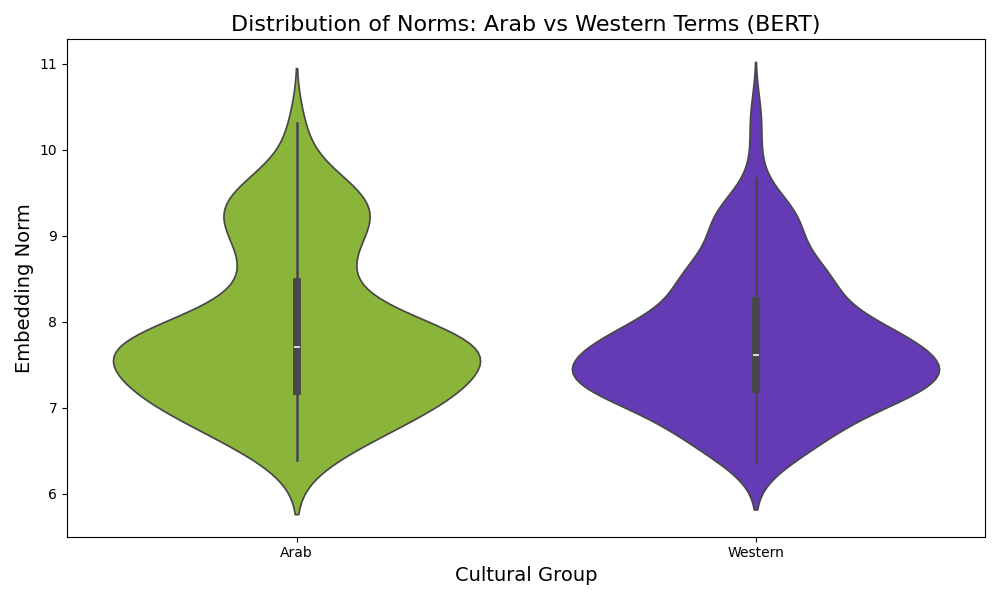 Distribution of Norms: Arab vs Western Terms (BERT)
Embedding Norm
11
10
9
8
7
6
Arab
Western
Cultural Group